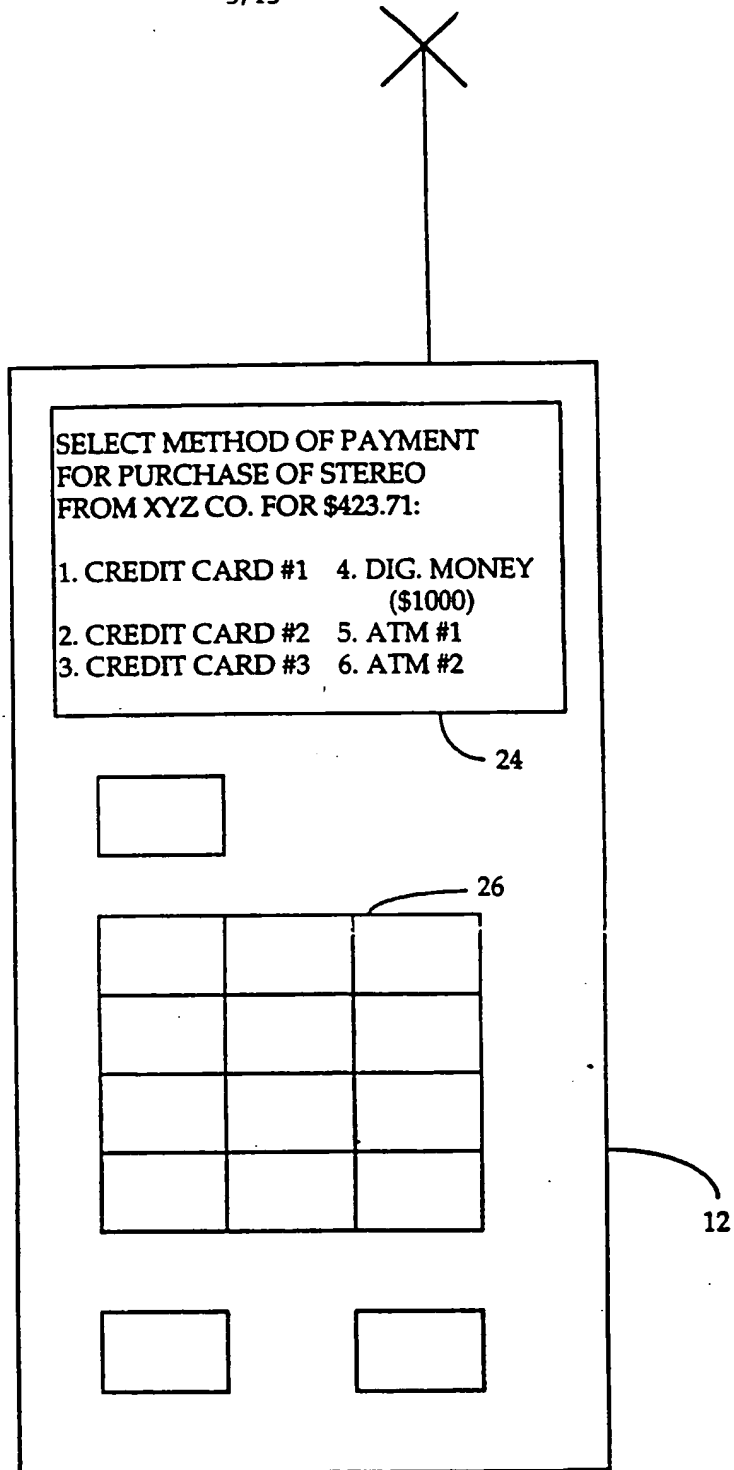 SELECT METHOD OF PAYMENT
FOR PURCHASE OF STEREO
FROM XYZ CO. FOR $423.71:
1. CREDIT CARD #1 4. DIG. MONEY
($1000)
2. CREDIT CARD #2 5. ATM #1
3. CREDIT CARD #3 6. ATM #2
24
26
12